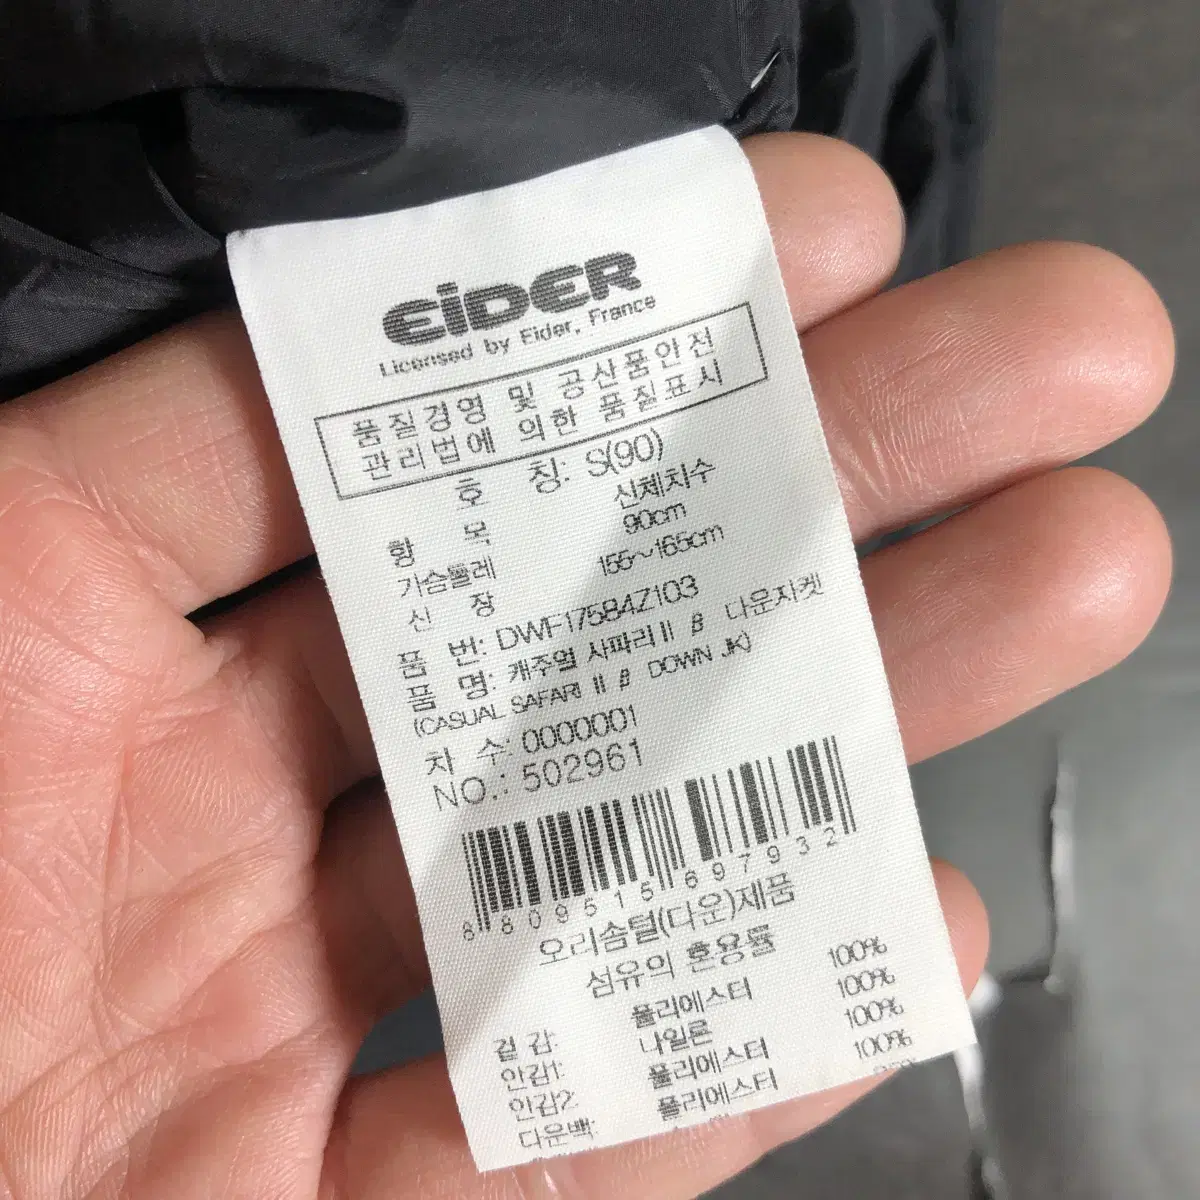 EiDER
Licensed by Eider, France
품질경영 및 공산품안전
관리법에 의한 품질표시
호 칭: S(90)
항 목 신체치수
가슴둘레 90cm
신 장 155~165cm
품 번: DWF17584Z103
품 명: 캐주얼 사파리 II β 다운자켓
(CASUAL SAFARI II β DOWN JK)
차 수: 0000001
NO.: 502961
8809515697932
오리솜털(다운)제품
섬유의 혼용률
겉 감: 폴리에스터 100%
안감1: 나일론 100%
안감2: 폴리에스터 100%
다운백: 폴리에스터 100%